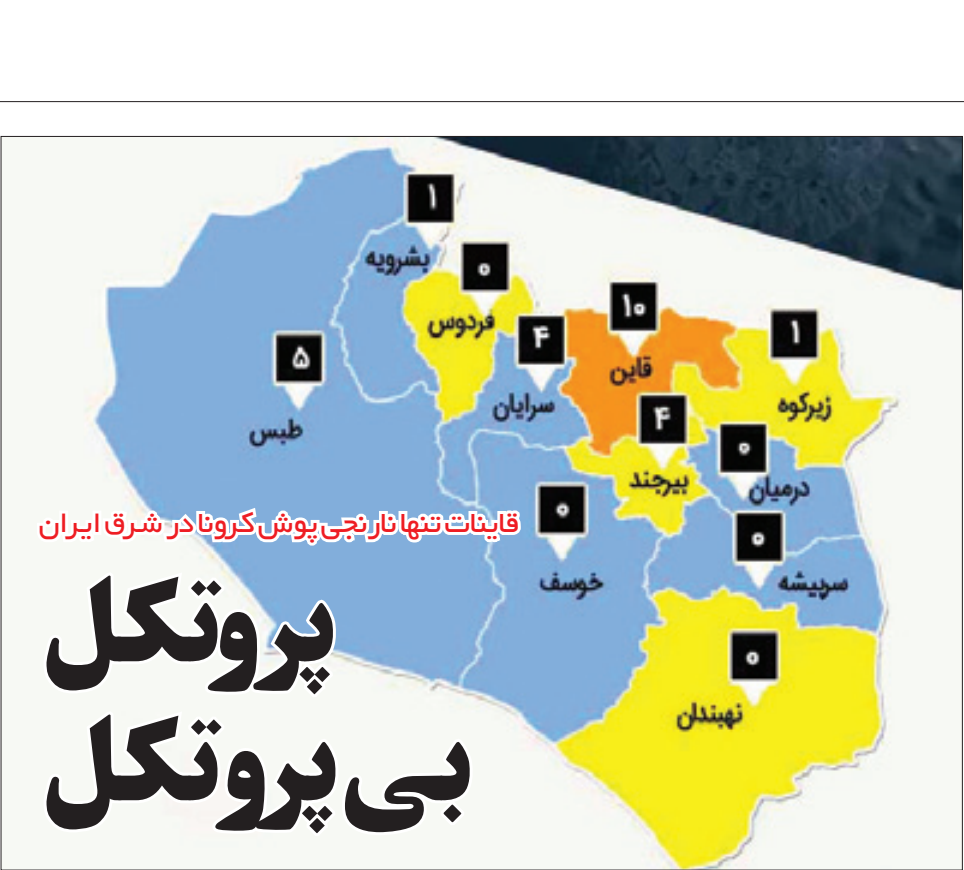 ۱
بشرویه
۰
فردوس
۴
سرایان
۱۰
قاین
۱
زیرکوه
۵
طبس
۴
بیرجند
۰
درمیان
۰
خوسف
۰
سربیشه
۰
نهبندان
قاینات تنها نارنجی پوش کرونا در شرق ایران
پروتکل
بی پروتکل